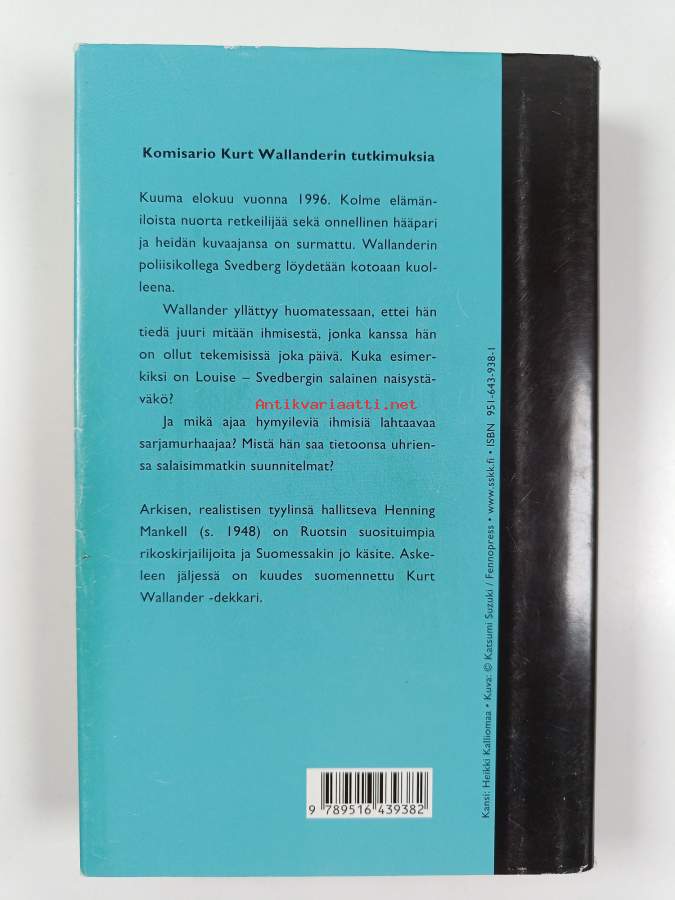 Komisario Kurt Wallanderin tutkimuksia
Kuuma elokuu vuonna 1996. Kolme elämän-
iloista nuorta retkeilijää sekä onnellinen hääpari
ja heidän kuvaajansa on surmattu. Wallanderin
poliisikollega Svedberg löydetään kotoaan kuol-
leena.
Wallander yllättyy huomatessaan, ettei hän
tiedä juuri mitään ihmisestä, jonka kanssa hän
on ollut tekemisissä joka päivä. Kuka esimer-
kiksi on Louise – Svedbergin salainen naisystä-
väkö?
Antikvariaatti.net
Ja mikä ajaa hymyileviä ihmisiä lahtaavaa
sarjamurhaajaa? Mistä hän saa tietoonsa uhrien-
sa salaisimmatkin suunnitelmat?
Arkisen, realistisen tyylinsä hallitseva Henning
Mankell (s. 1948) on Ruotsin suosituimpia
rikoskirjailijoita ja Suomessakin jo käsite. Aske-
leen jäljessä on kuudes suomennettu Kurt
Wallander -dekkari.
Kansi: Heikki Kalliomaa • Kuva: © Katsumi Suzuki / Fennopress • www.sskk.fi • ISBN 951-643-938-1
9 789516 439382